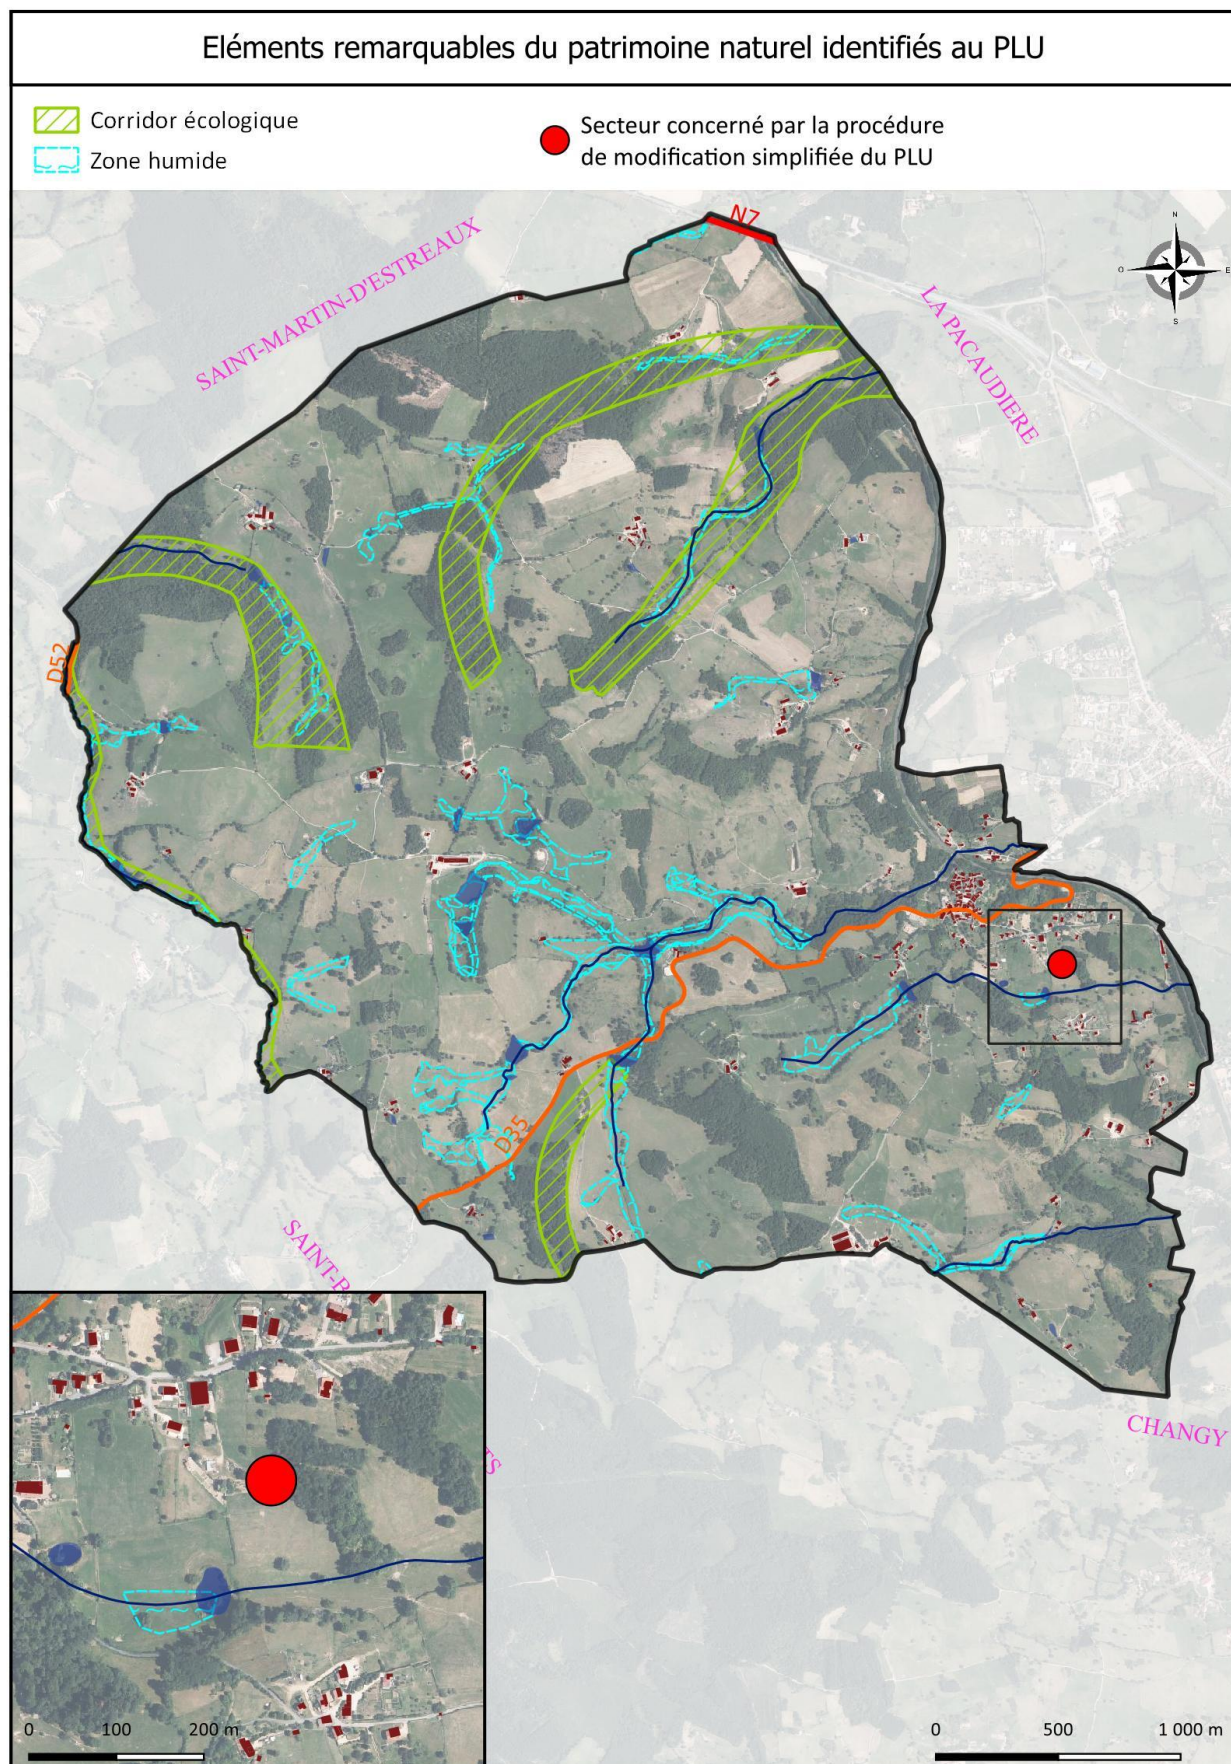 Eléments remarquables du patrimoine naturel identifiés au PLU
Corridor écologique
Zone humide
Secteur concerné par la procédure
de modification simplifiée du PLU
N7
N
O
E
S
SAINT-MARTIN-D'ESTREAUX
LA PACAUDIERE
D52
D35
SAINT-
TS
CHANGY
0 100 200 m
0 500 1 000 m